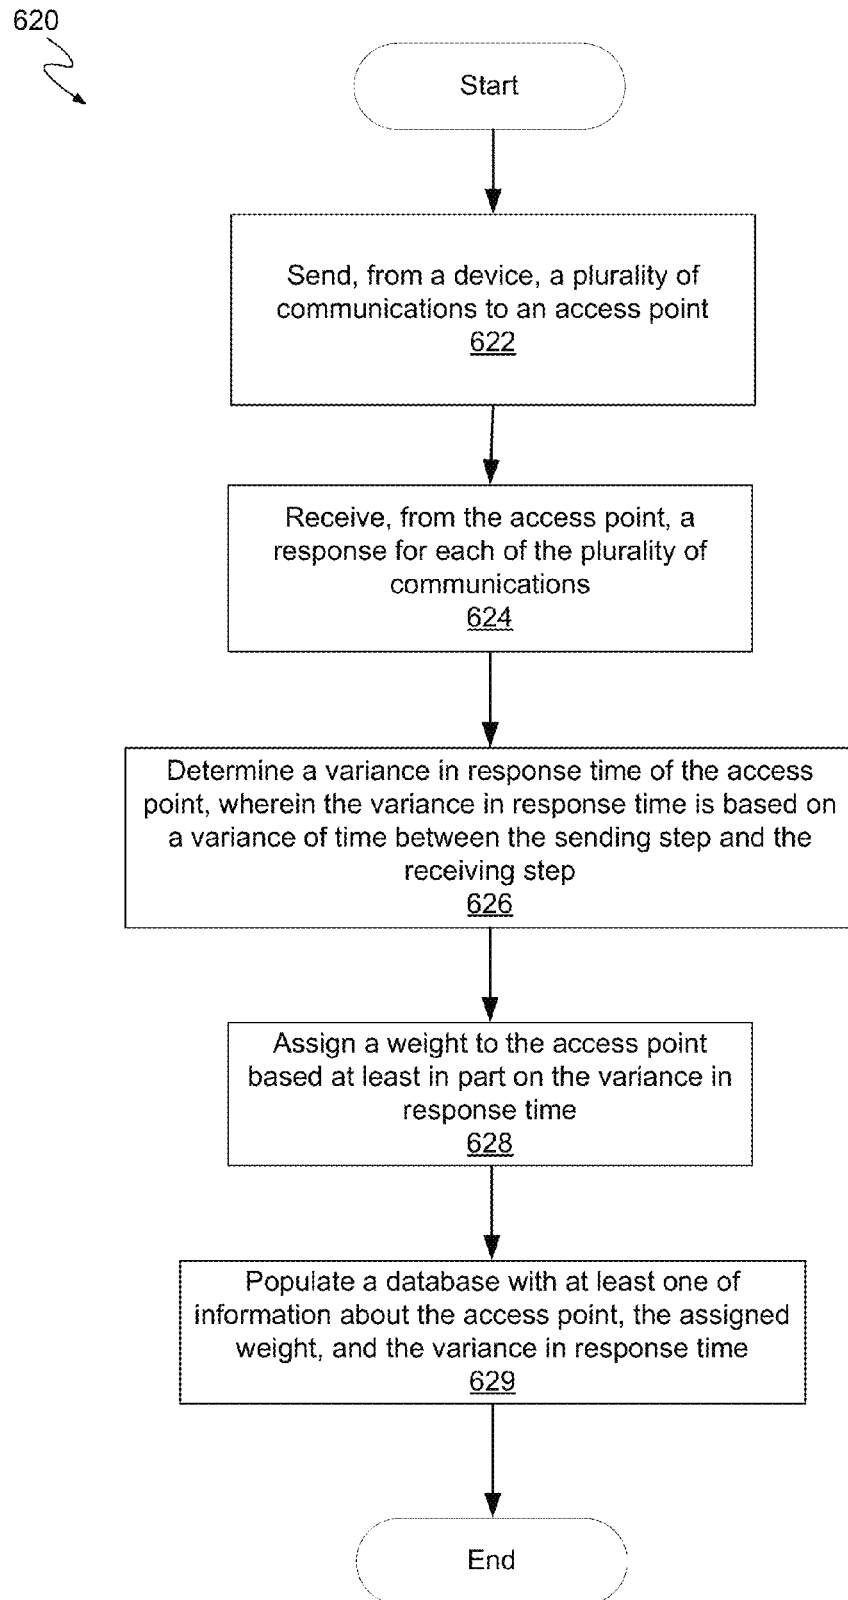 620
Start
Send, from a device, a plurality of
communications to an access point
622
Receive, from the access point, a
response for each of the plurality of
communications
624
Determine a variance in response time of the access
point, wherein the variance in response time is based on
a variance of time between the sending step and the
receiving step
626
Assign a weight to the access point
based at least in part on the variance in
response time
628
Populate a database with at least one of
information about the access point, the assigned
weight, and the variance in response time
629
End